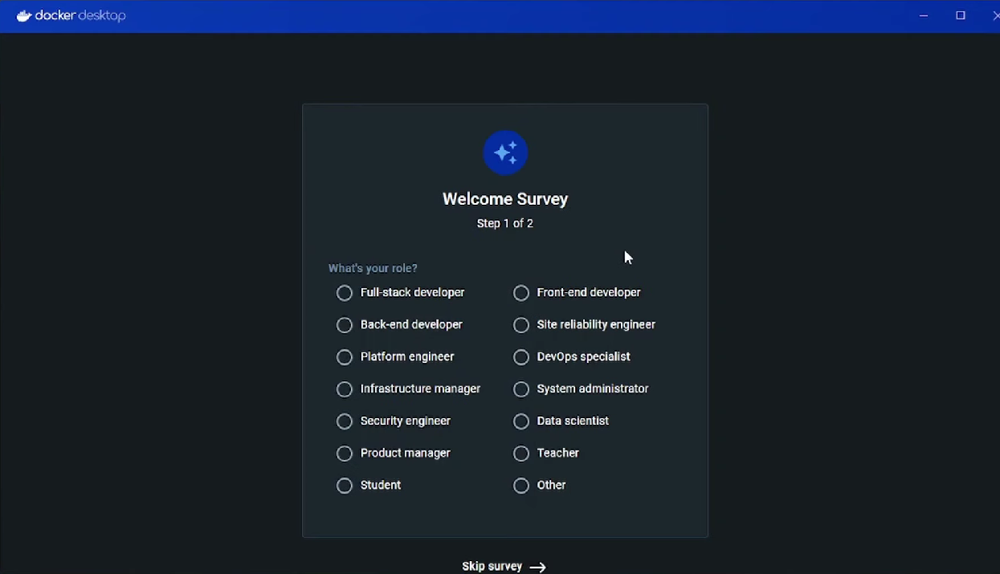 docker desktop
Welcome Survey
Step 1 of 2
What's your role?
Full-stack developer
Front-end developer
Back-end developer
Site reliability engineer
Platform engineer
DevOps specialist
Infrastructure manager
System administrator
Security engineer
Data scientist
Product manager
Teacher
Student
Other
Skip survey